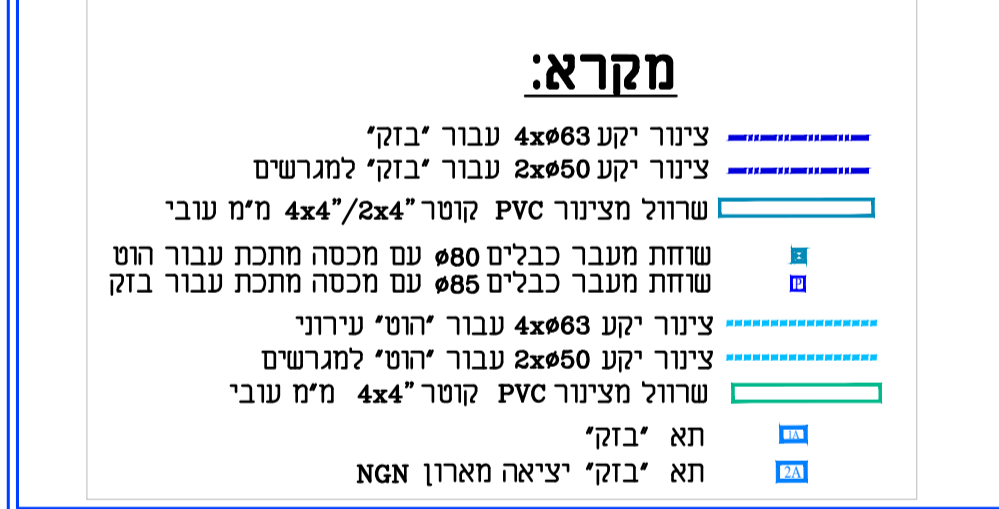 מקרא:
צינור יקע 4xø63 עבור "בזק"
צינור יקע 2xø50 עבור "בזק" למגרשים
שרוול מצינור PVC קוטר 4x4"/2x4" מ"מ עובי
שוחת מעבר כבלים ø80 עם מכסה מתכת עבור הוט H
שוחת מעבר כבלים ø85 עם מכסה מתכת עבור בזק P
צינור יקע 4xø63 עבור "הוט" עירוני
צינור יקע 2xø50 עבור "הוט" למגרשים
שרוול מצינור PVC קוטר 4x4" מ"מ עובי
תא "בזק" 1A
תא "בזק" יציאה מארון NGN 2A